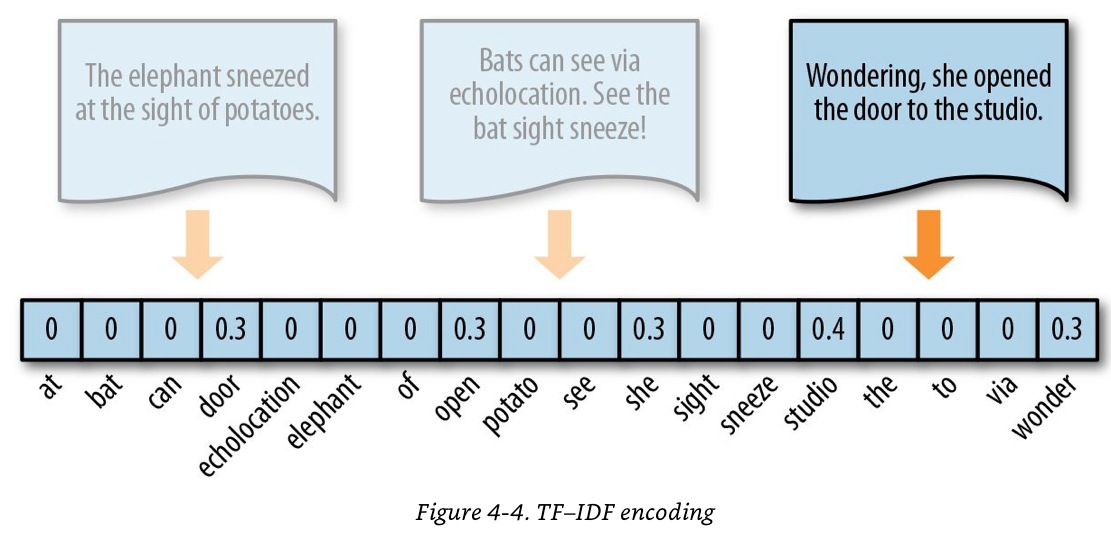 The elephant sneezed
at the sight of potatoes.
Bats can see via
echolocation. See the
bat sight sneeze!
Wondering, she opened
the door to the studio.
0 0 0 0.3 0 0 0 0.3 0 0 0.3 0 0 0.4 0 0 0 0.3
at bat can door echolocation elephant of open potato see she sight sneeze studio the to via wonder
Figure 4-4. TF–IDF encoding